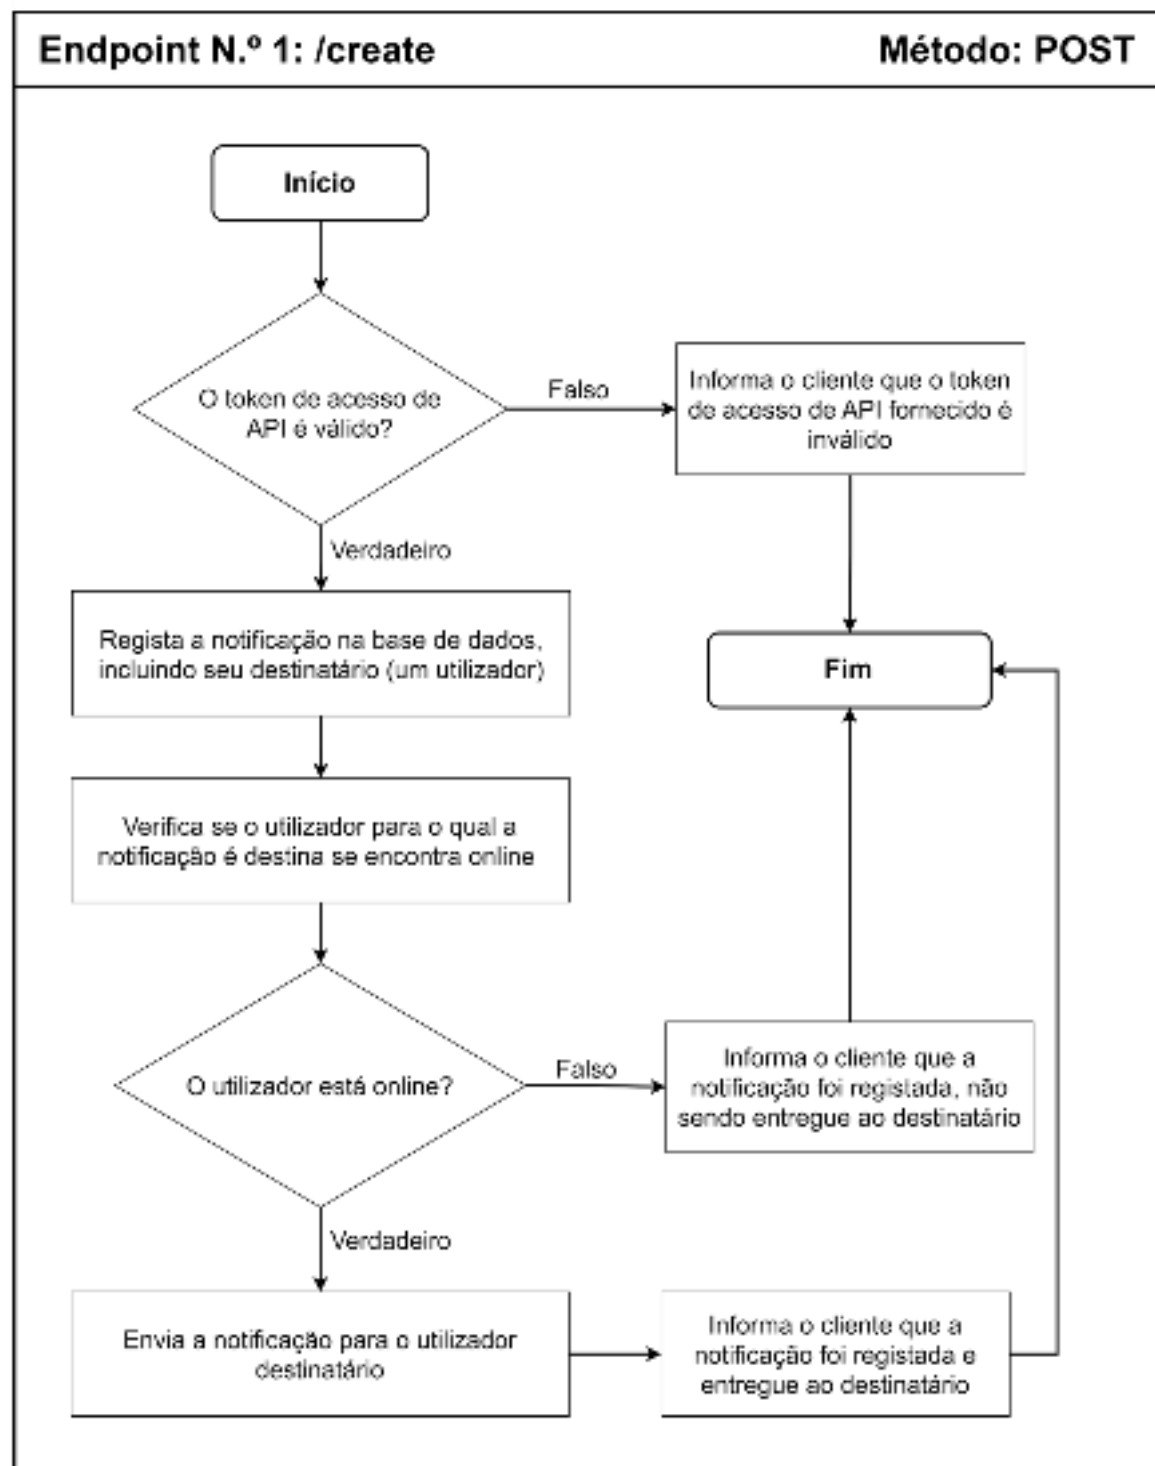 Endpoint N.º 1: /create
Método: POST
Início
O token de acesso de
API é válido?
Falso
Informa o cliente que o token
de acesso de API fornecido é
inválido
Verdadeiro
Regista a notificação na base de dados,
incluindo seu destinatário (um utilizador)
Fim
Verifica se o utilizador para o qual a
notificação é destina se encontra online
O utilizador está online?
Falso
Informa o cliente que a
notificação foi registada, não
sendo entregue ao destinatário
Verdadeiro
Envia a notificação para o utilizador
destinatário
Informa o cliente que a
notificação foi registada e
entregue ao destinatário